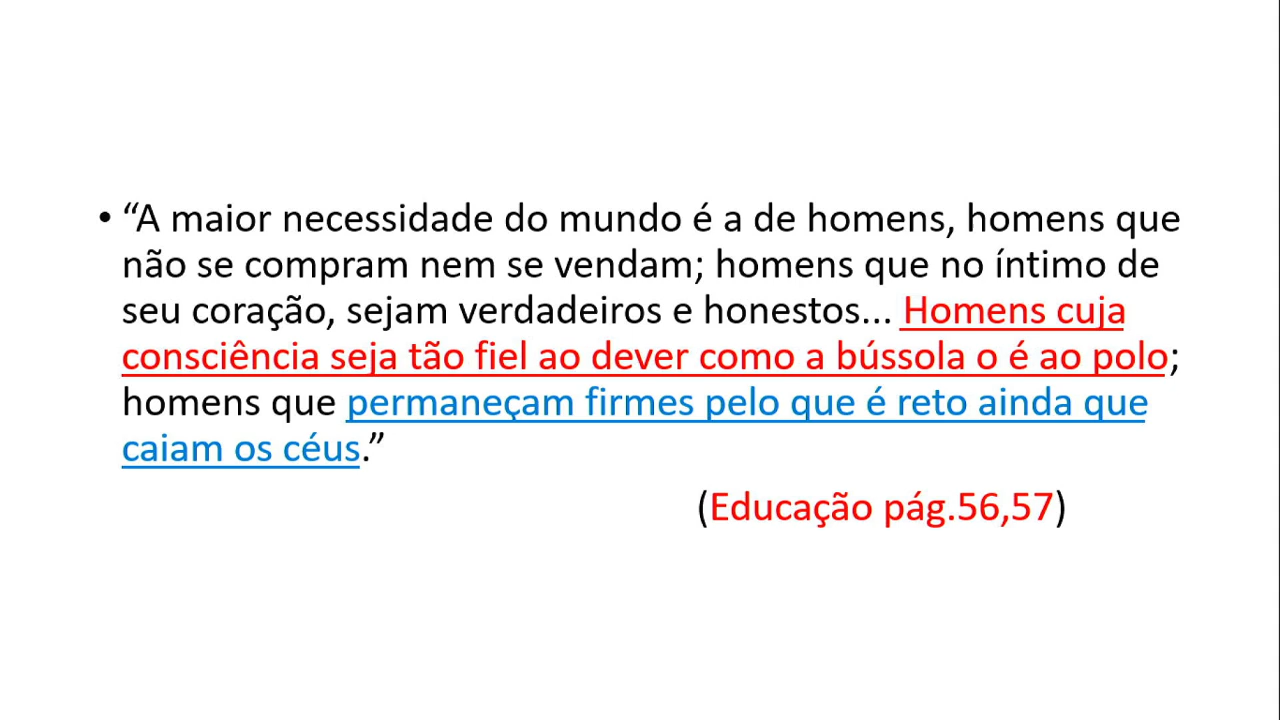 • “A maior necessidade do mundo é a de homens, homens que
não se compram nem se vendam; homens que no íntimo de
seu coração, sejam verdadeiros e honestos... Homens cuja
consciência seja tão fiel ao dever como a bússola o é ao polo;
homens que permaneçam firmes pelo que é reto ainda que
caiam os céus.”
(Educação pág.56,57)